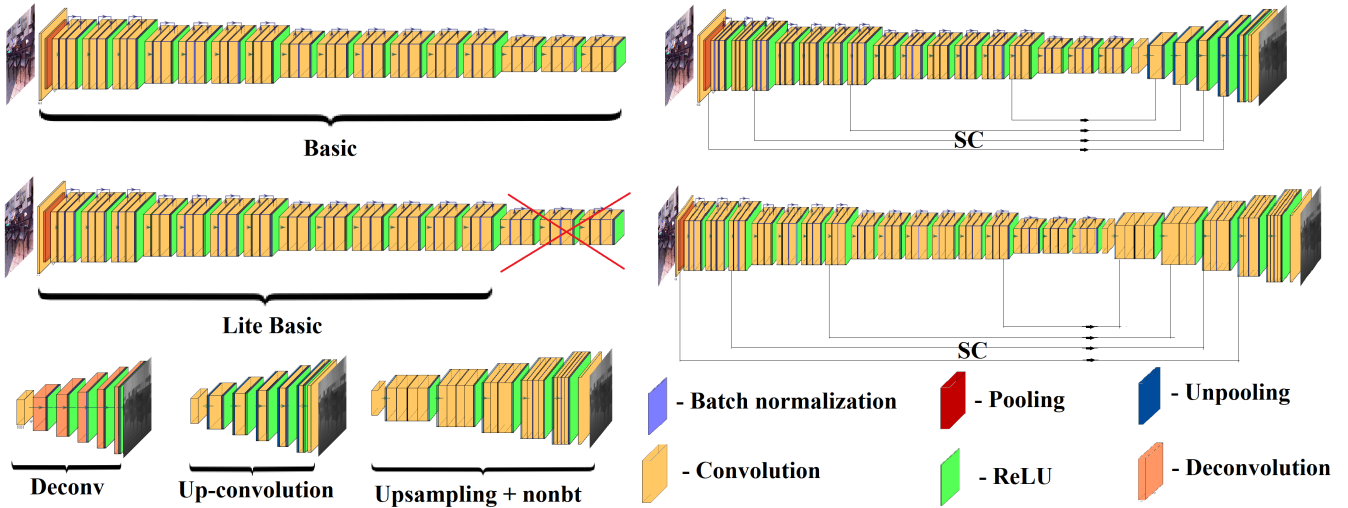 Basic
SC
Lite Basic
SC
Deconv
Up-convolution
Upsampling + nonbt
- Batch normalization
- Pooling
- Unpooling
- Convolution
- ReLU
- Deconvolution